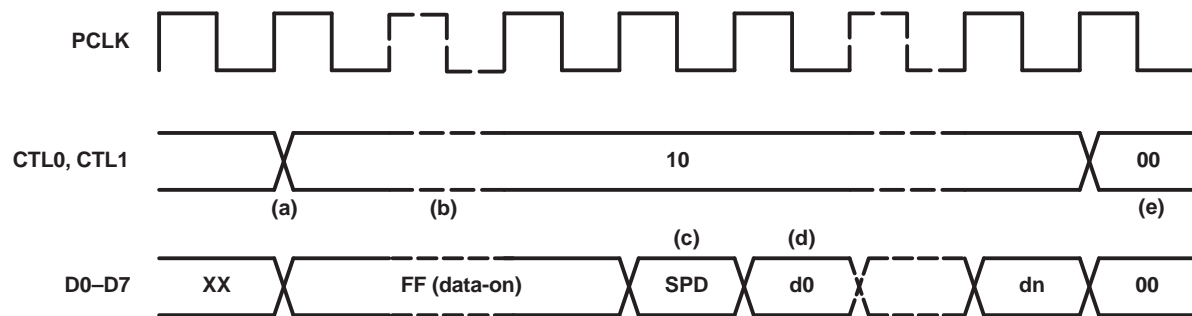 PCLK
CTL0, CTL1
10
00
(a)
(b)
(e)
(c)
(d)
D0–D7
XX
FF (data-on)
SPD
d0
dn
00